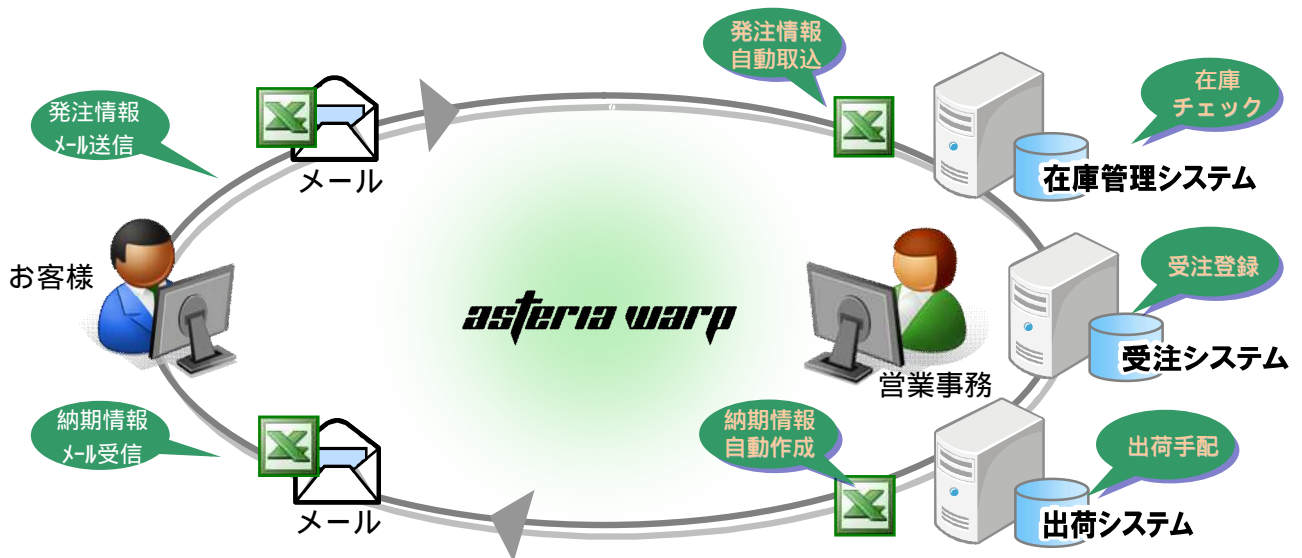 発注情報
自動取込
在庫
チェック
発注情報
メール送信
メール
在庫管理システム
お客様
受注登録
asteria warp
営業事務
受注システム
納期情報
メール受信
納期情報
自動作成
出荷手配
メール
出荷システム